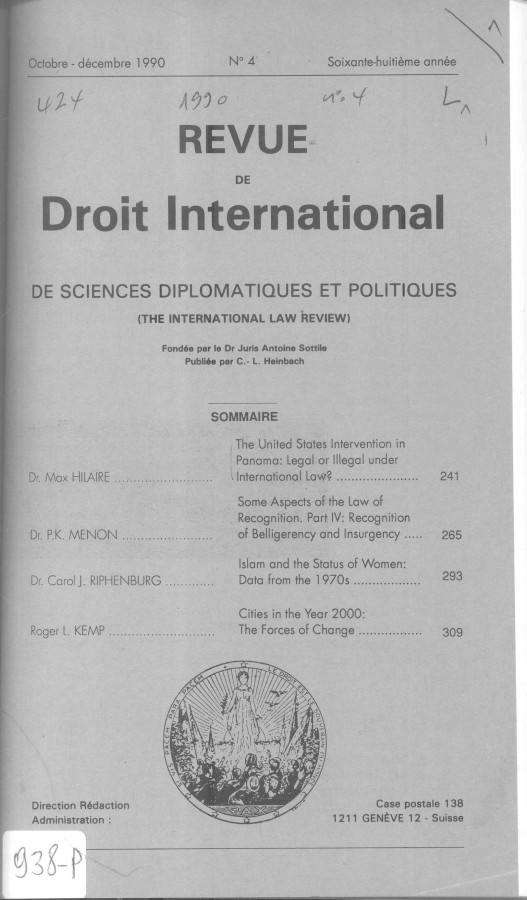 Octobre - décembre 1990 N° 4 Soixante-huitième année
424 1990 n°. 4 L
REVUE
DE
Droit International
DE SCIENCES DIPLOMATIQUES ET POLITIQUES
(THE INTERNATIONAL LAW REVIEW)
Fondée par le Dr Juris Antoine Sottile
Publiée par C.- L. Heinbach
SOMMAIRE
The United States Intervention in
Panama: Legal or Illegal under
Dr. Max HILAIRE ........................ International Law? ...................... 241
Some Aspects of the Law of
Recognition. Part IV: Recognition
Dr. P.K. MENON ...................... of Belligerency and Insurgency ..... 265
Islam and the Status of Women:
Dr. Carol J. RIPHENBURG ............ Data from the 1970s .................. 293
Cities in the Year 2000:
Roger L. KEMP .......................... The Forces of Change ................. 309
SI VIS PACEM PARA PACEM
Direction Rédaction Case postale 138
Administration : 1211 GENÈVE 12 - Suisse
938-P